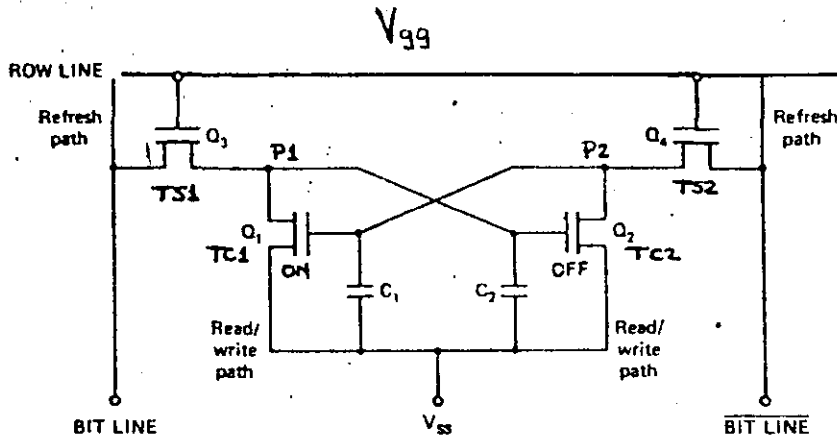 Vgg
ROW LINE
Refresh path
Q3
TS1
P1
P2
Q4
TS2
Refresh path
Q1
TC1
ON
C1
C2
Q2
OFF
TC2
Read/
write
path
Read/
write
path
BIT LINE
VSS
BIT LINE